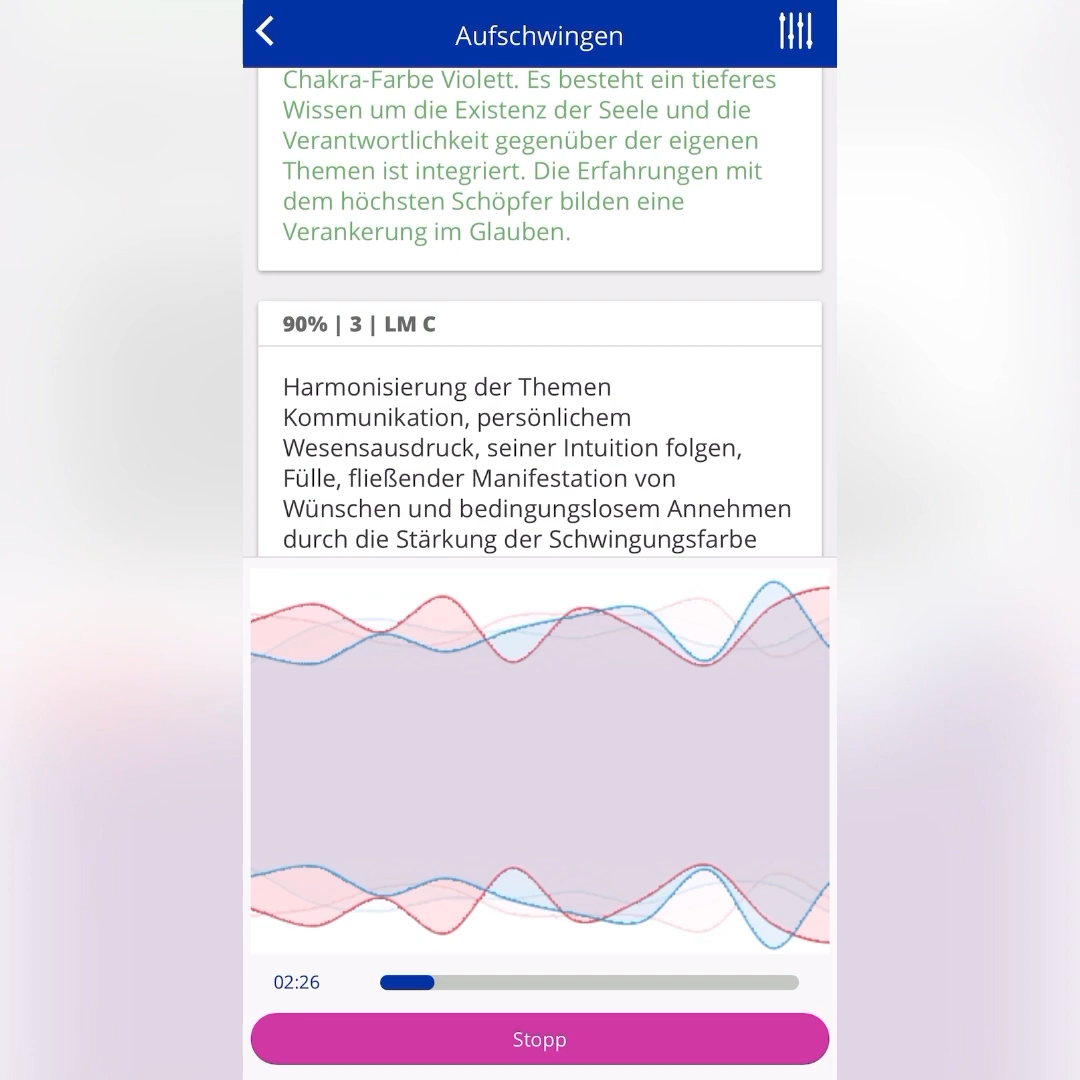 Aufschwingen
Chakra-Farbe Violett. Es besteht ein tieferes
Wissen um die Existenz der Seele und die
Verantwortlichkeit gegenüber der eigenen
Themen ist integriert. Die Erfahrungen mit
dem höchsten Schöpfer bilden eine
Verankerung im Glauben.
90% | 3 | LM C
Harmonisierung der Themen
Kommunikation, persönlichem
Wesensausdruck, seiner Intuition folgen,
Fülle, fließender Manifestation von
Wünschen und bedingungslosem Annehmen
durch die Stärkung der Schwingungsfarbe
02:26
Stopp